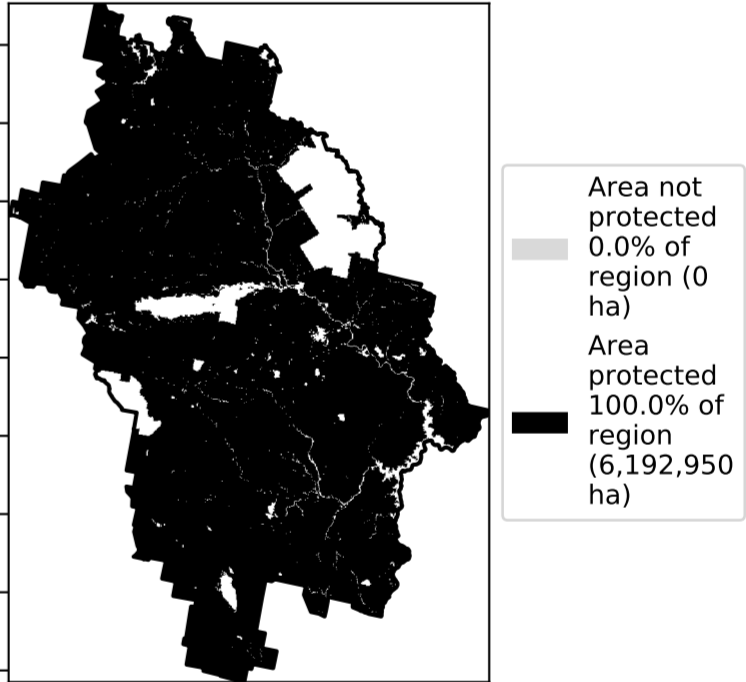 Area not
protected
0.0% of
region (0
ha)
Area
protected
100.0% of
region
(6,192,950
ha)